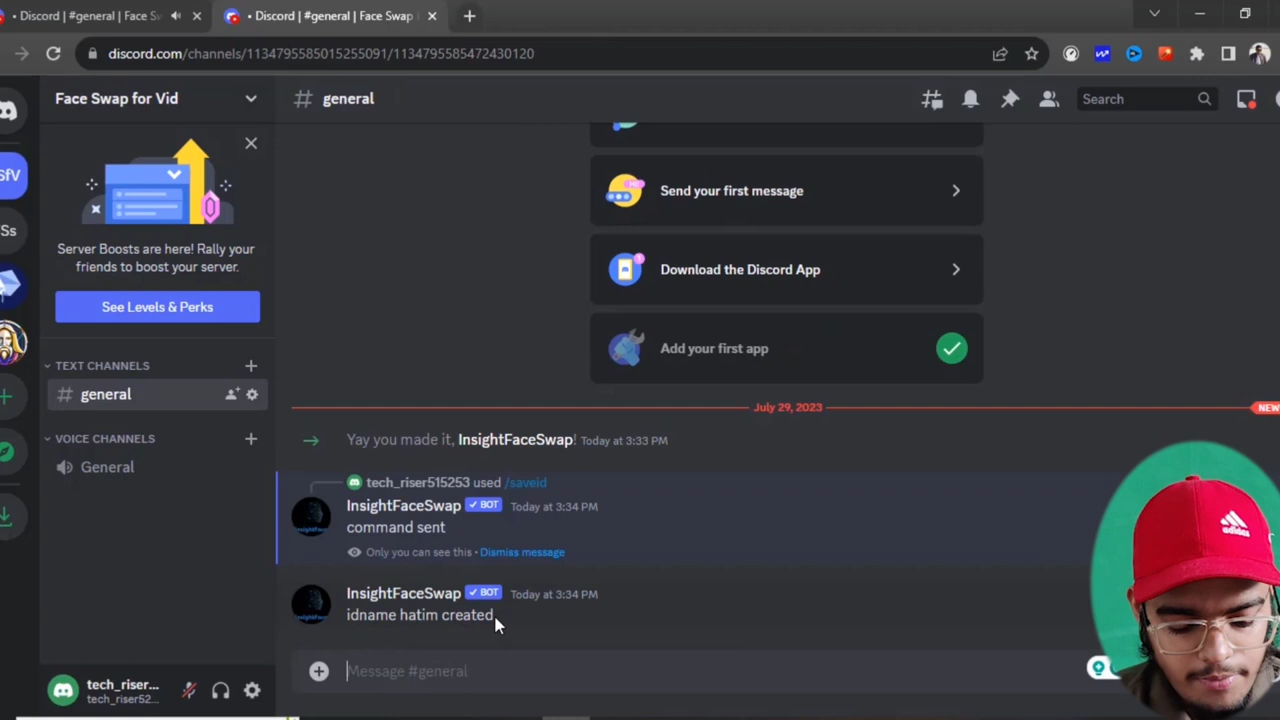 • Discord | #general | Face Sw
• Discord | #general | Face Swap
discord.com/channels/1134795585015255091/1134795585472430120
Face Swap for Vid
general
Search
Send your first message
Server Boosts are here! Rally your
friends to boost your server.
See Levels & Perks
Download the Discord App
Add your first app
SfV
Ss
TEXT CHANNELS
general
VOICE CHANNELS
General
July 29, 2023
NEW
Yay you made it, InsightFaceSwap! Today at 3:33 PM
tech_riser515253 used /saveid
InsightFaceSwap BOT Today at 3:34 PM
command sent
Only you can see this • Dismiss message
InsightFaceSwap BOT Today at 3:34 PM
idname hatim created
Message #general
tech_riser...
tech_riser52...
adidas